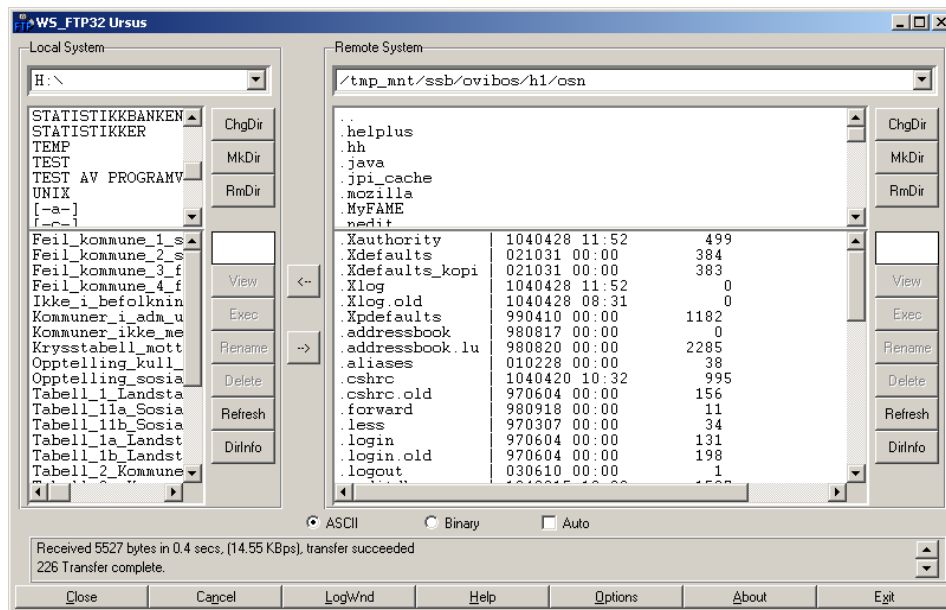 WS_FTP32 Ursus
Local System
H:\
STATISTIKKBANKEN
STATISTIKKER
TEMP
TEST
TEST AV PROGRAMV
UNIX
[-a-]
[-c-]
ChgDir
MkDir
RmDir
Feil_kommune_1_s
Feil_kommune_2_s
Feil_kommune_3_f
Feil_kommune_4_f
Ikke_i_befolknin
Kommuner_i_adm_u
Kommuner_ikke_me
Krysstabell_mott
Opptelling_kull_
Opptelling_sosia
Tabell_1_Landsta
Tabell_11a_Sosia
Tabell_11b_Sosia
Tabell_1a_Landst
Tabell_1b_Landst
Tabell_2_Kommune
View
Exec
Rename
Delete
Refresh
DirInfo
<--
-->
Remote System
/tmp_mnt/ssb/ovibos/h1/osn
..
.helplus
.hh
.java
.jpi_cache
.mozilla
.MyFAME
.nedit
ChgDir
MkDir
RmDir
.Xauthority | 1040428 11:52 499
.Xdefaults | 021031 00:00 384
.Xdefaults_kopi | 021031 00:00 383
.Xlog | 1040428 11:52 0
.Xlog.old | 1040428 08:31 0
.Xpdefaults | 990410 00:00 1182
.addressbook | 980817 00:00 0
.addressbook.lu | 980820 00:00 2285
.aliases | 010228 00:00 38
.cshrc | 1040420 10:32 995
.cshrc.old | 970604 00:00 156
.forward | 980918 00:00 11
.less | 970307 00:00 34
.login | 970604 00:00 131
.login.old | 970604 00:00 198
.logout | 030610 00:00 1
View
Exec
Rename
Delete
Refresh
DirInfo
ASCII Binary Auto
Received 5527 bytes in 0.4 secs, (14.55 KBps), transfer succeeded
226 Transfer complete.
Close Cancel LogWnd Help Options About Exit